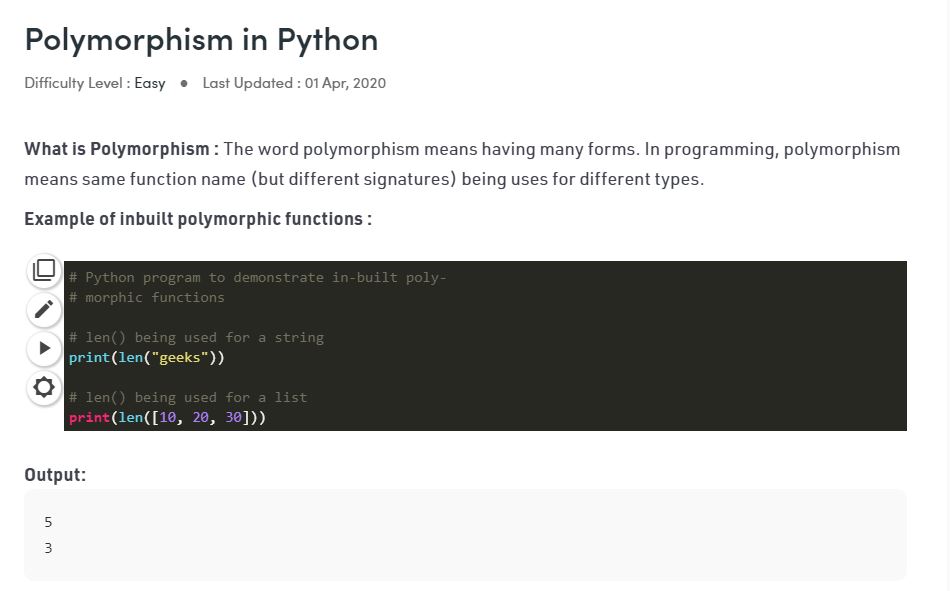 Polymorphism in Python
Difficulty Level : Easy ● Last Updated : 01 Apr, 2020
What is Polymorphism : The word polymorphism means having many forms. In programming, polymorphism
means same function name (but different signatures) being uses for different types.
Example of inbuilt polymorphic functions :
# Python program to demonstrate in-built poly-
# morphic functions
# len() being used for a string
print(len("geeks"))
# len() being used for a list
print(len([10, 20, 30]))
Output:
5
3